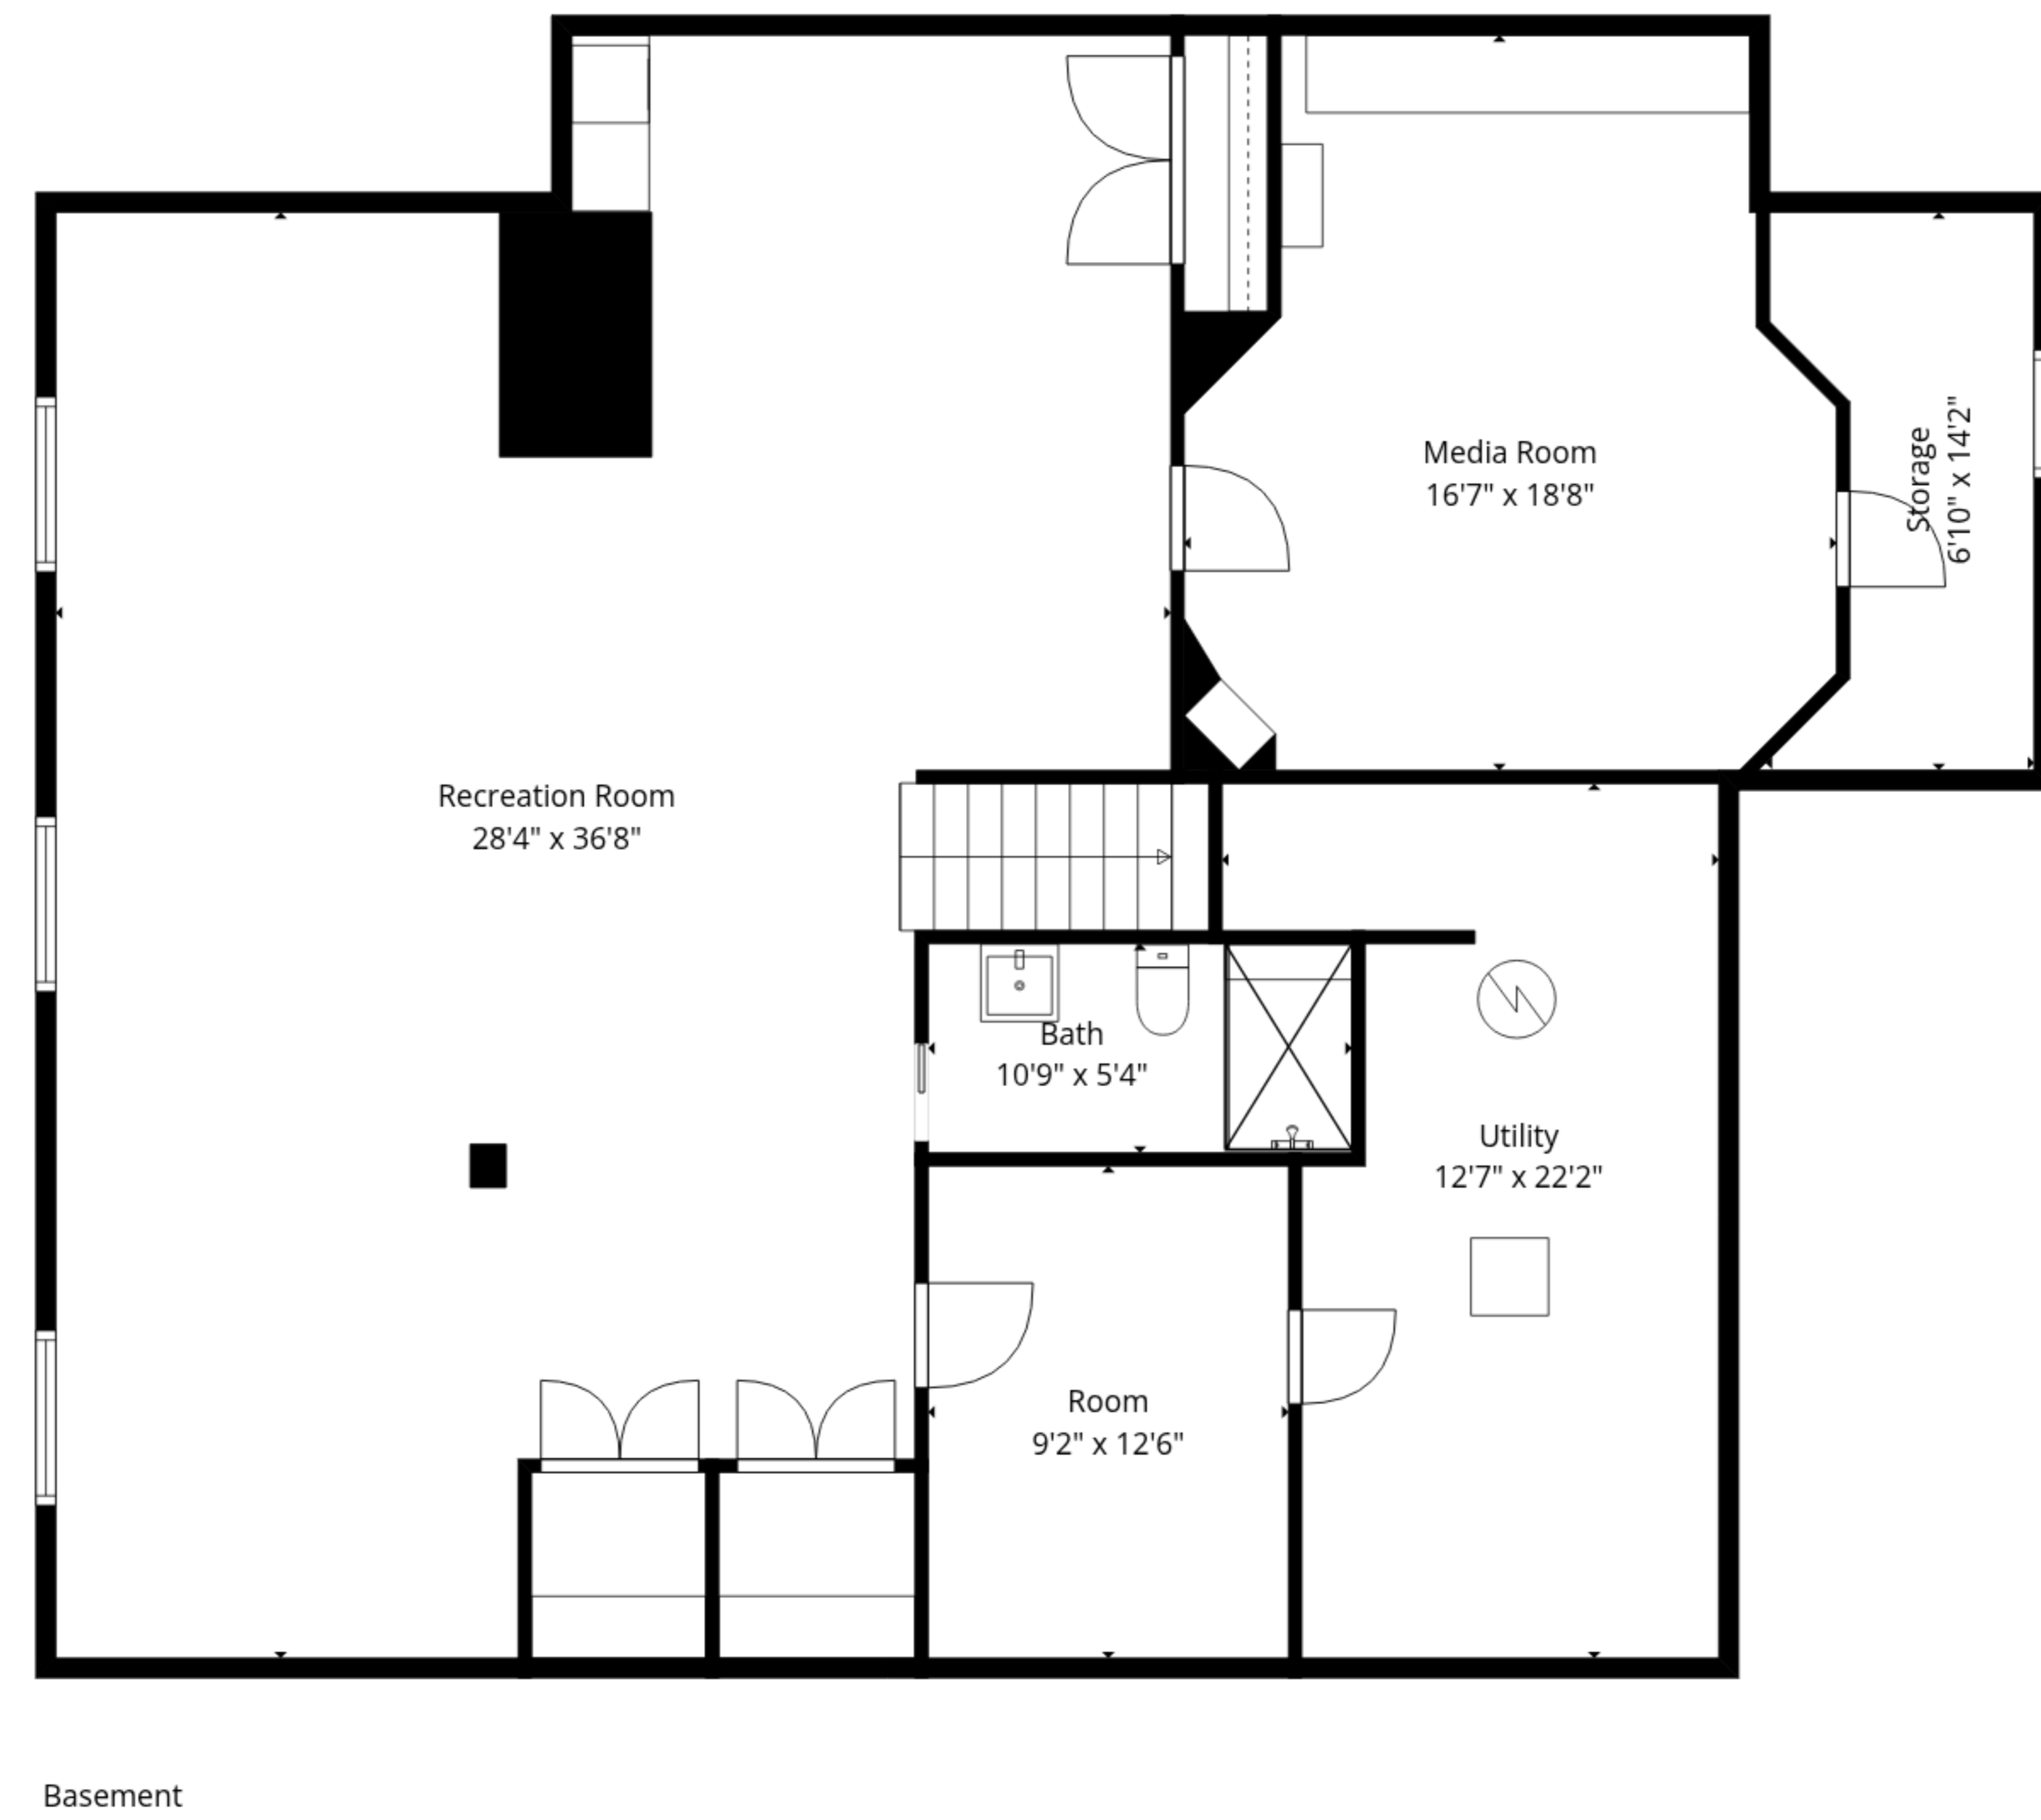 Media Room
16'7" x 18'8"
Storage
6'10" x 14'2"
Recreation Room
28'4" x 36'8"
Bath
10'9" x 5'4"
Utility
12'7" x 22'2"
Room
9'2" x 12'6"
Basement